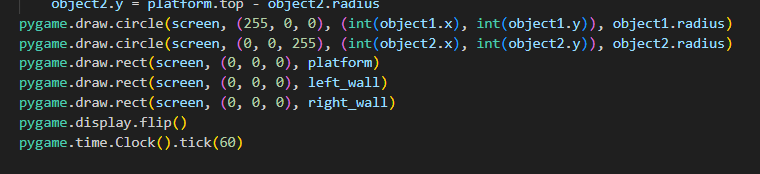 object2.y = platform.top - object2.radius
pygame.draw.circle(screen, (255, 0, 0), (int(object1.x), int(object1.y)), object1.radius)
pygame.draw.circle(screen, (0, 0, 255), (int(object2.x), int(object2.y)), object2.radius)
pygame.draw.rect(screen, (0, 0, 0), platform)
pygame.draw.rect(screen, (0, 0, 0), left_wall)
pygame.draw.rect(screen, (0, 0, 0), right_wall)
pygame.display.flip()
pygame.time.Clock().tick(60)